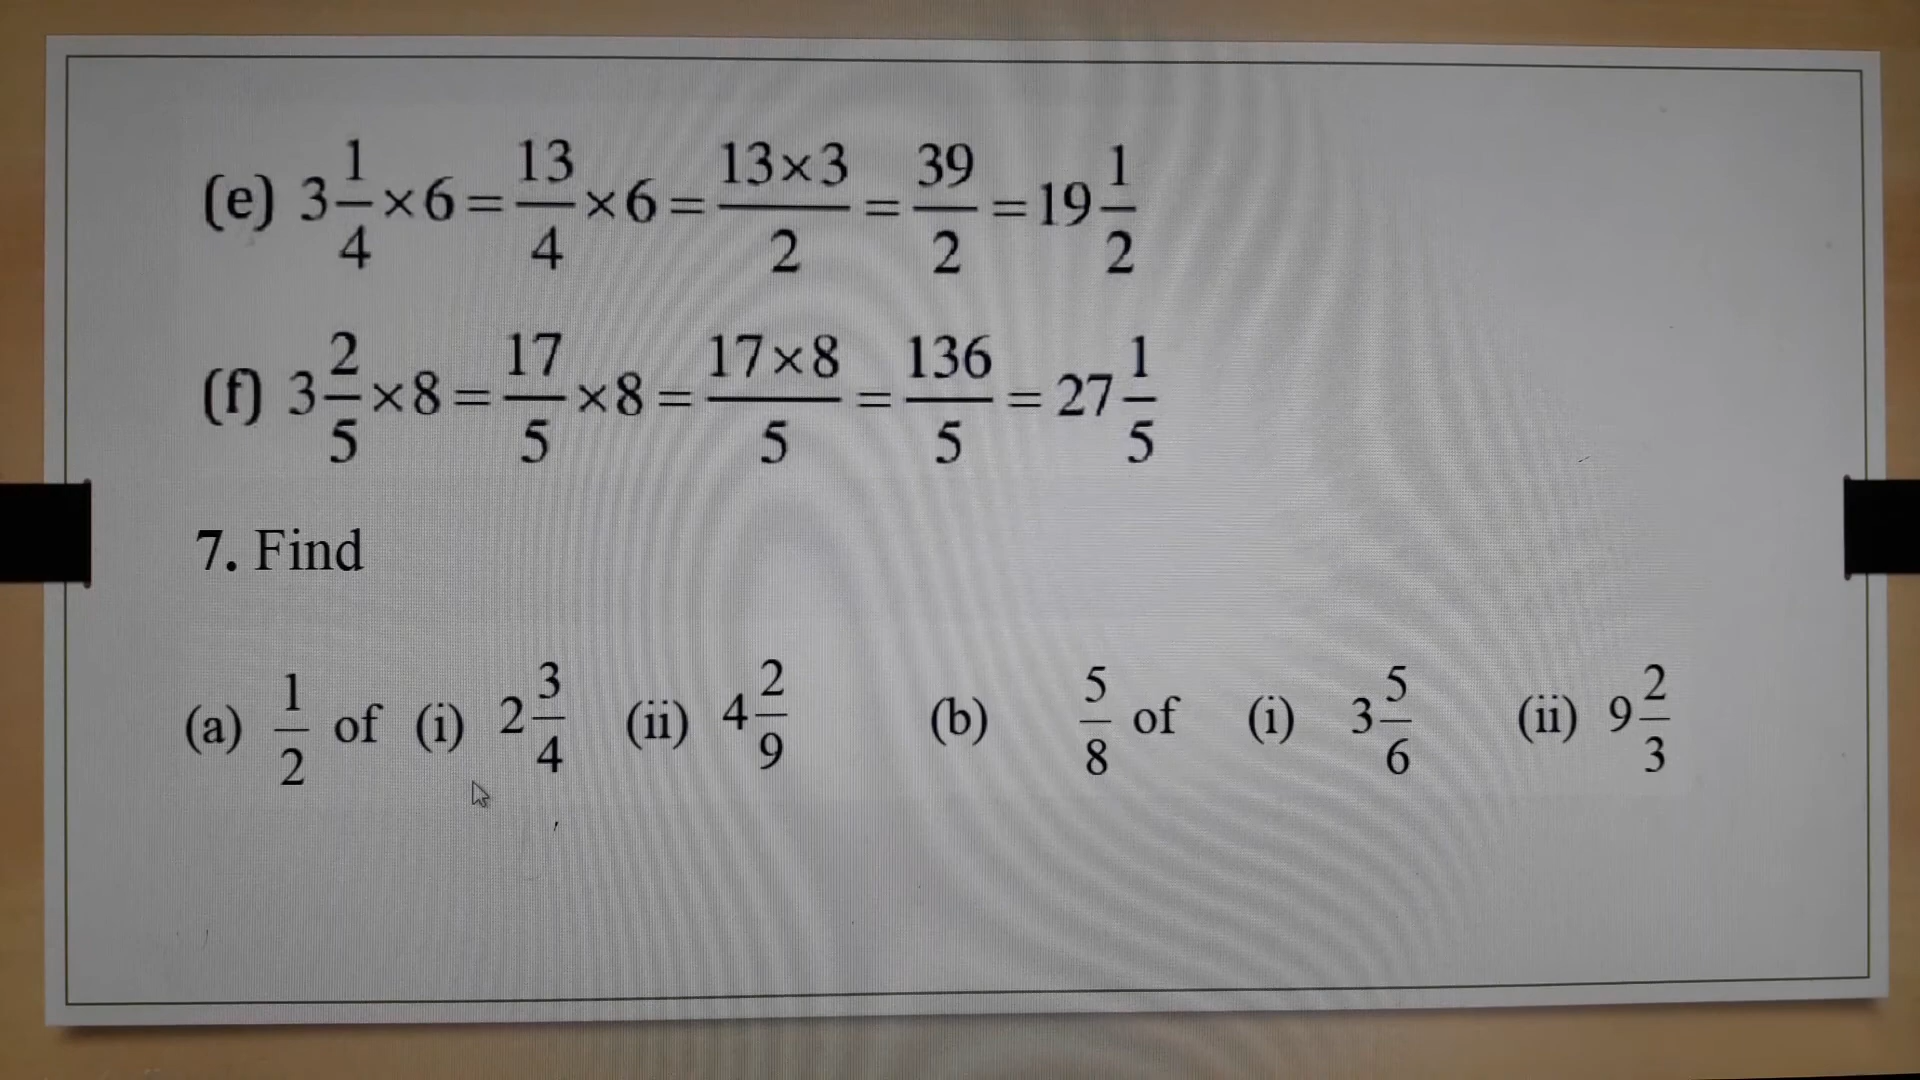 (e) 3 1/4 × 6 = 13/4 × 6 = 13×3/2 = 39/2 = 19 1/2
(f) 3 2/5 × 8 = 17/5 × 8 = 17×8/5 = 136/5 = 27 1/5
7. Find
(a) 1/2 of (i) 2 3/4 (ii) 4 2/9 (b) 5/8 of (i) 3 5/6 (ii) 9 2/3